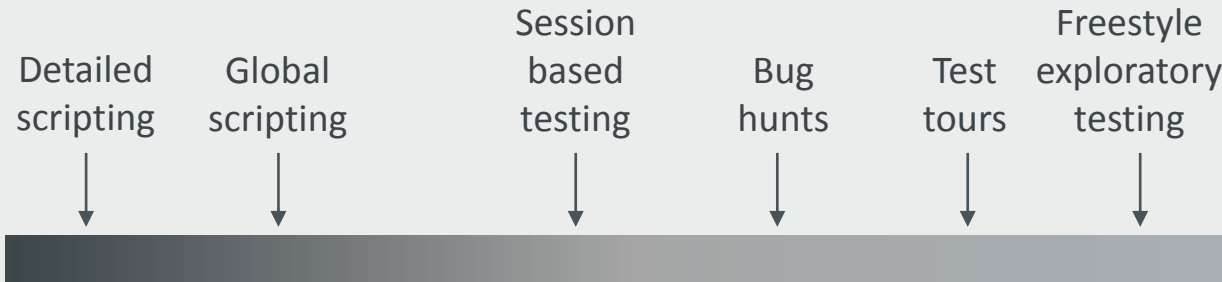 Detailed
scripting
Global
scripting
Session
based
testing
Bug
hunts
Test
tours
Freestyle
exploratory
testing